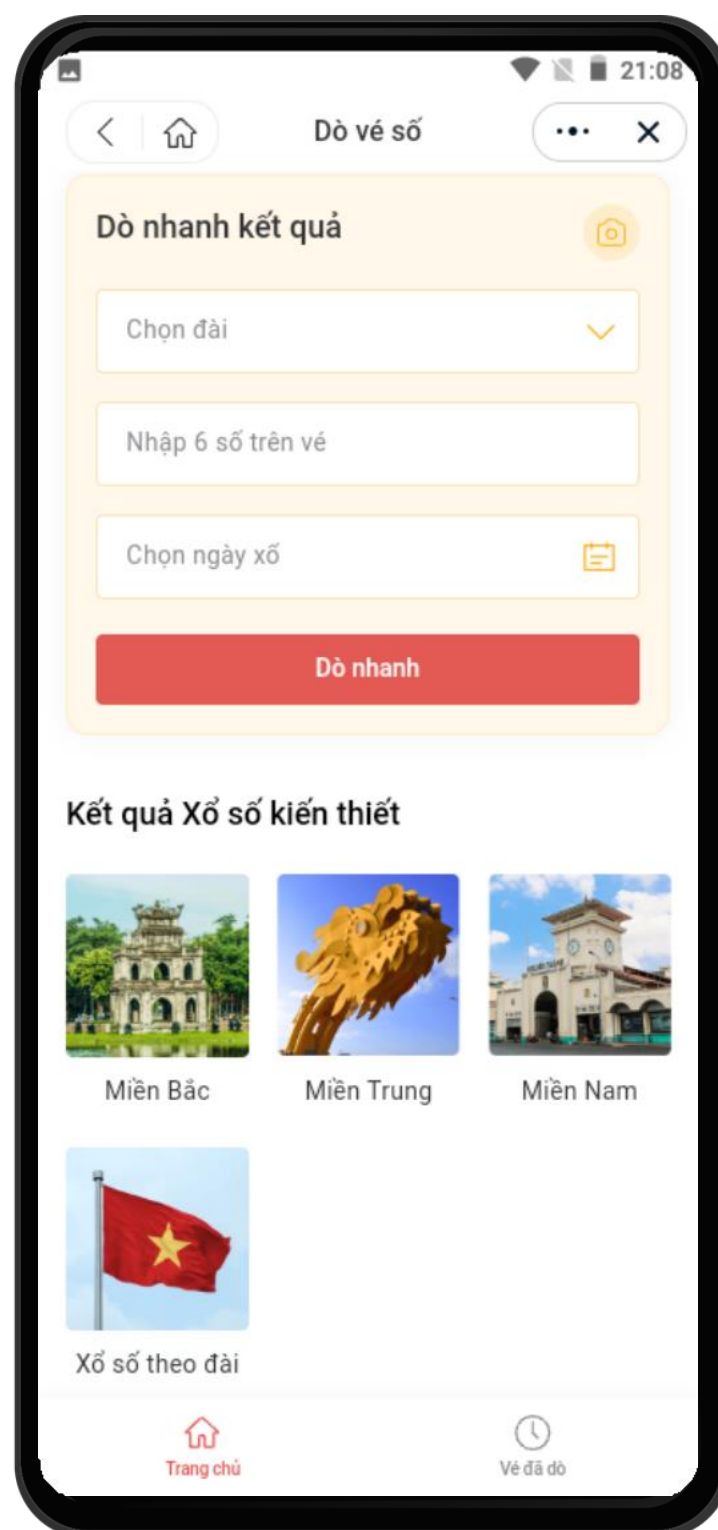 21:08
Dò vé số
Dò nhanh kết quả
Chọn đài
Nhập 6 số trên vé
Chọn ngày xổ
Dò nhanh
Kết quả Xổ số kiến thiết
Miền Bắc
Miền Trung
Miền Nam
Xổ số theo đài
Trang chủ
Vé đã dò